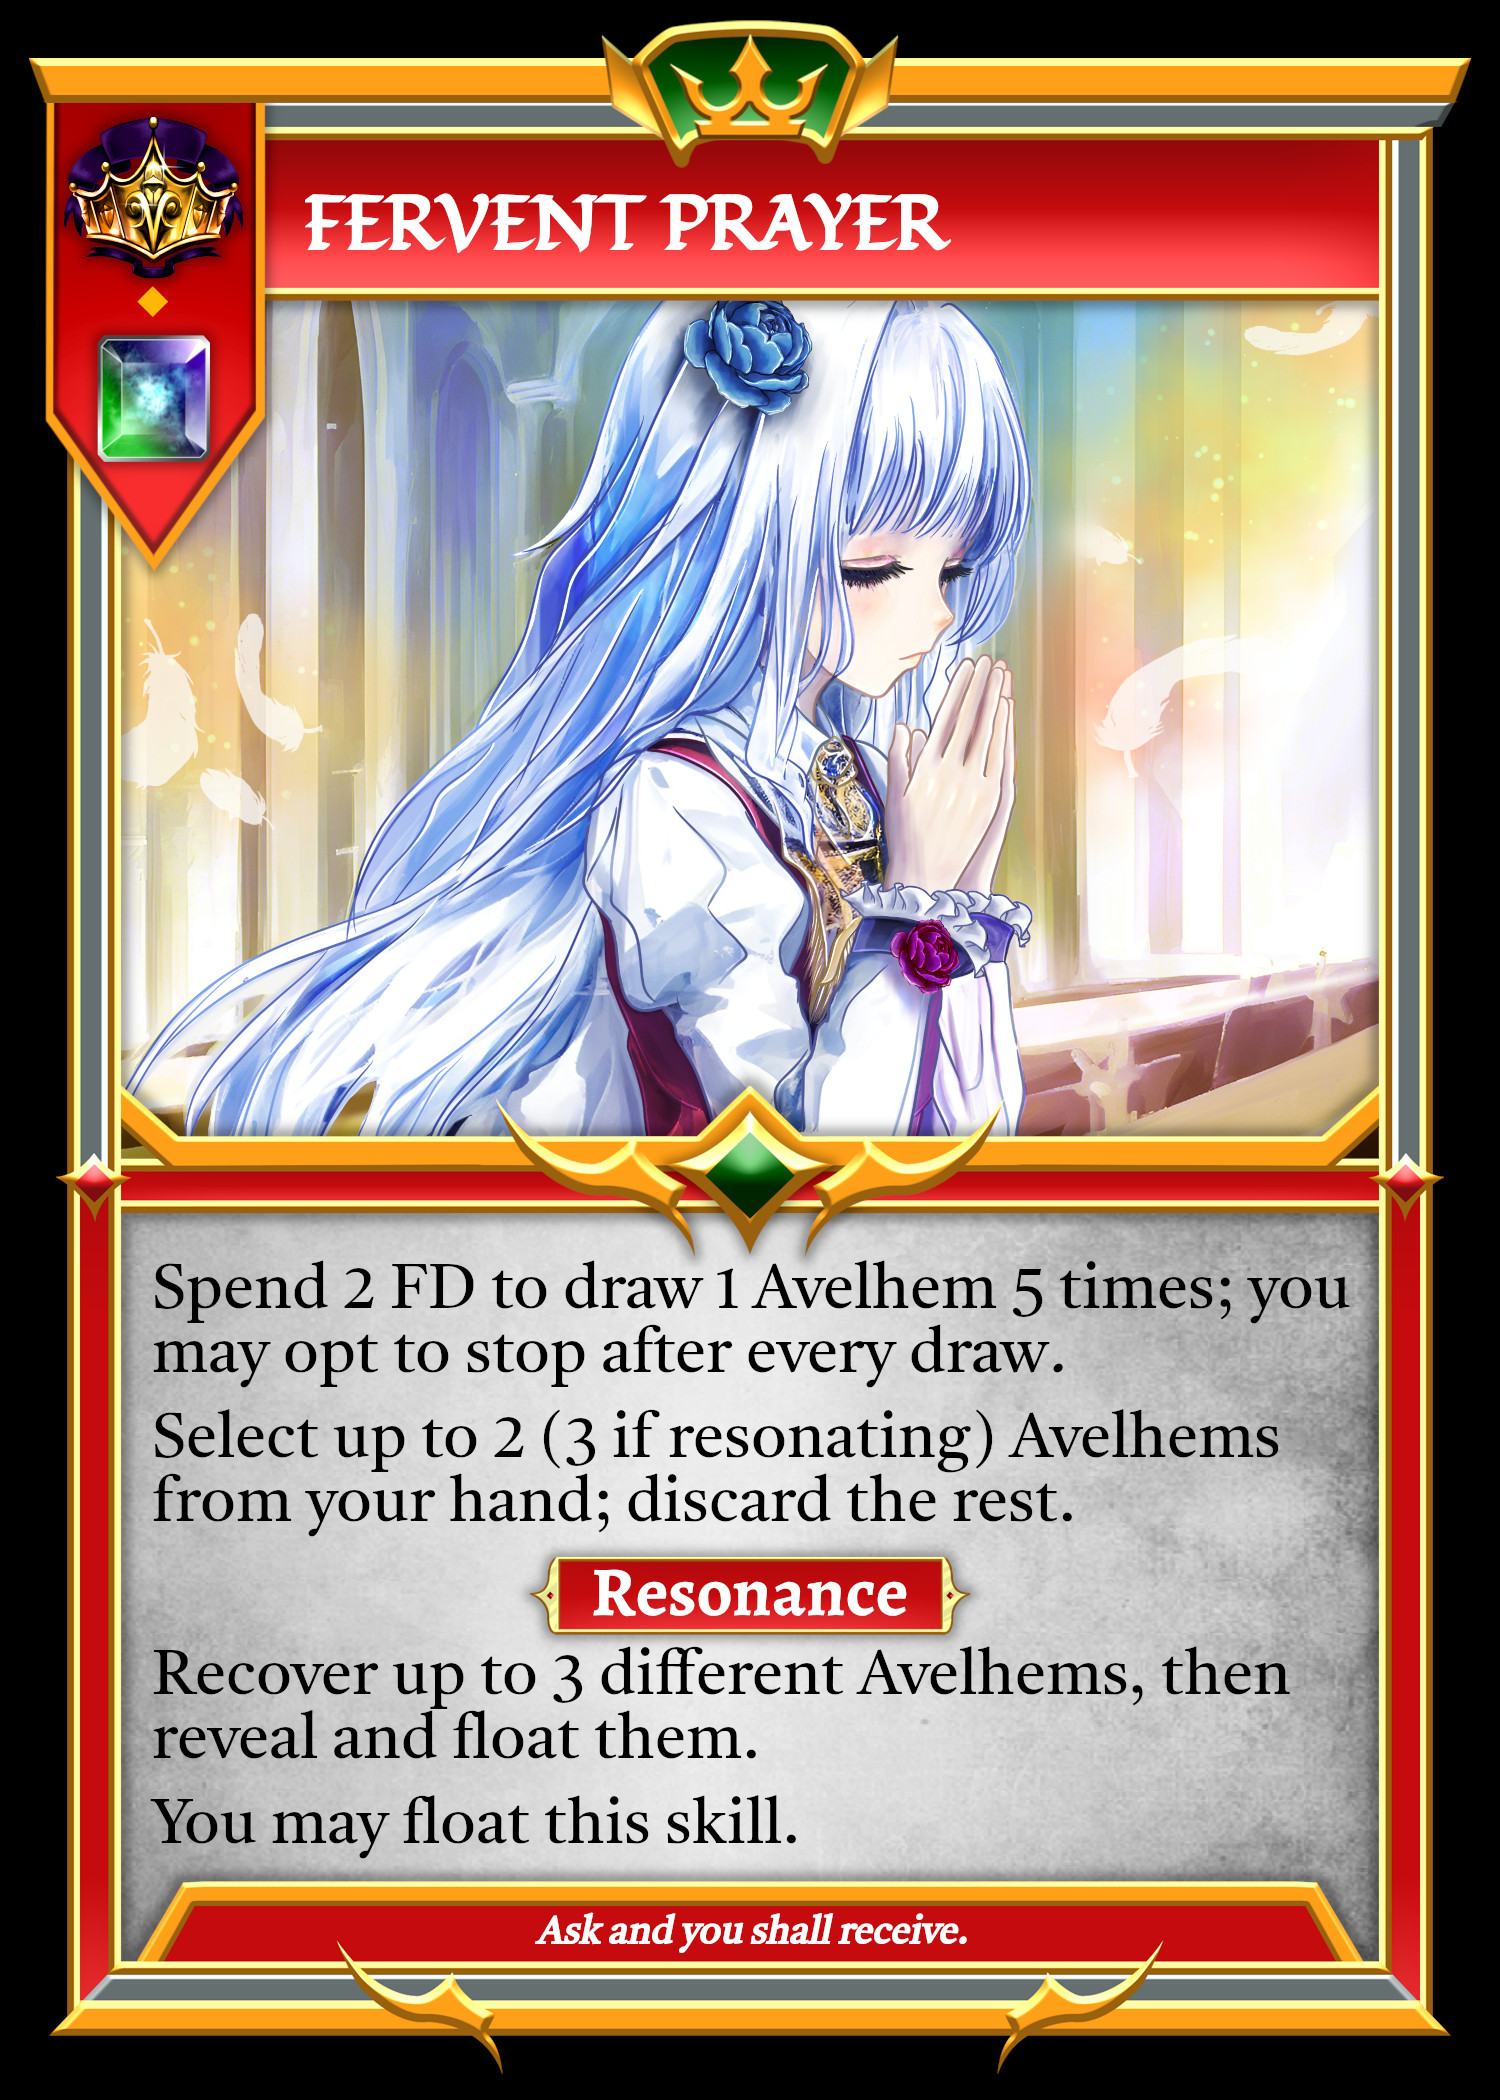 FERVENT PRAYER
Spend 2 FD to draw 1 Avelhem 5 times; you
may opt to stop after every draw.
Select up to 2 (3 if resonating) Avelhems
from your hand; discard the rest.
Resonance
Recover up to 3 different Avelhems, then
reveal and float them.
You may float this skill.
Ask and you shall receive.